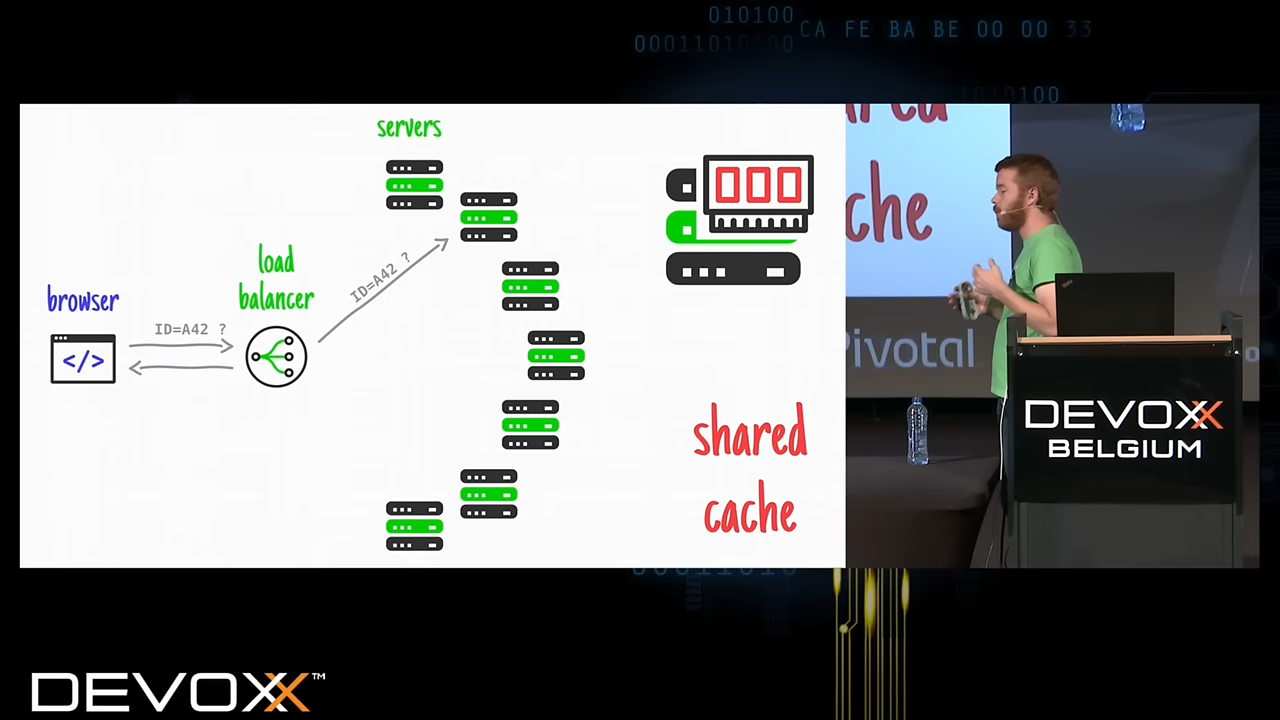 010100
00011010100
CA FE BA BE 00 00 33
1010100
servers
load
balancer
browser
ID=A42 ?
ID=A42 ?
</>
shared
cache
che
Pivotal
DEVOXX
BELGIUM
DEVOXX™